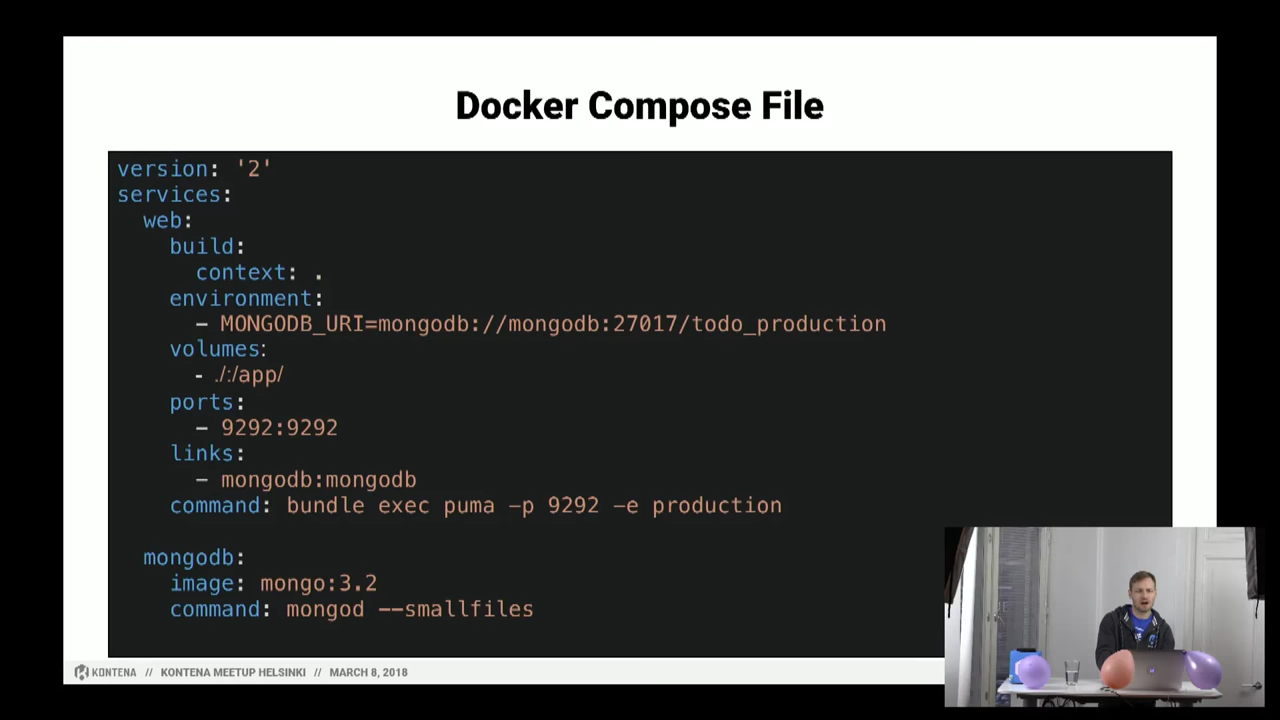 Docker Compose File
version: '2'
services:
  web:
    build:
      context: .
    environment:
      – MONGODB_URI=mongodb://mongodb:27017/todo_production
    volumes:
      - ./:/app/
    ports:
      – 9292:9292
    links:
      – mongodb:mongodb
    command: bundle exec puma –p 9292 –e production
  mongodb:
    image: mongo:3.2
    command: mongod ––smallfiles
KONTENA // KONTENA MEETUP HELSINKI // MARCH 8, 2018